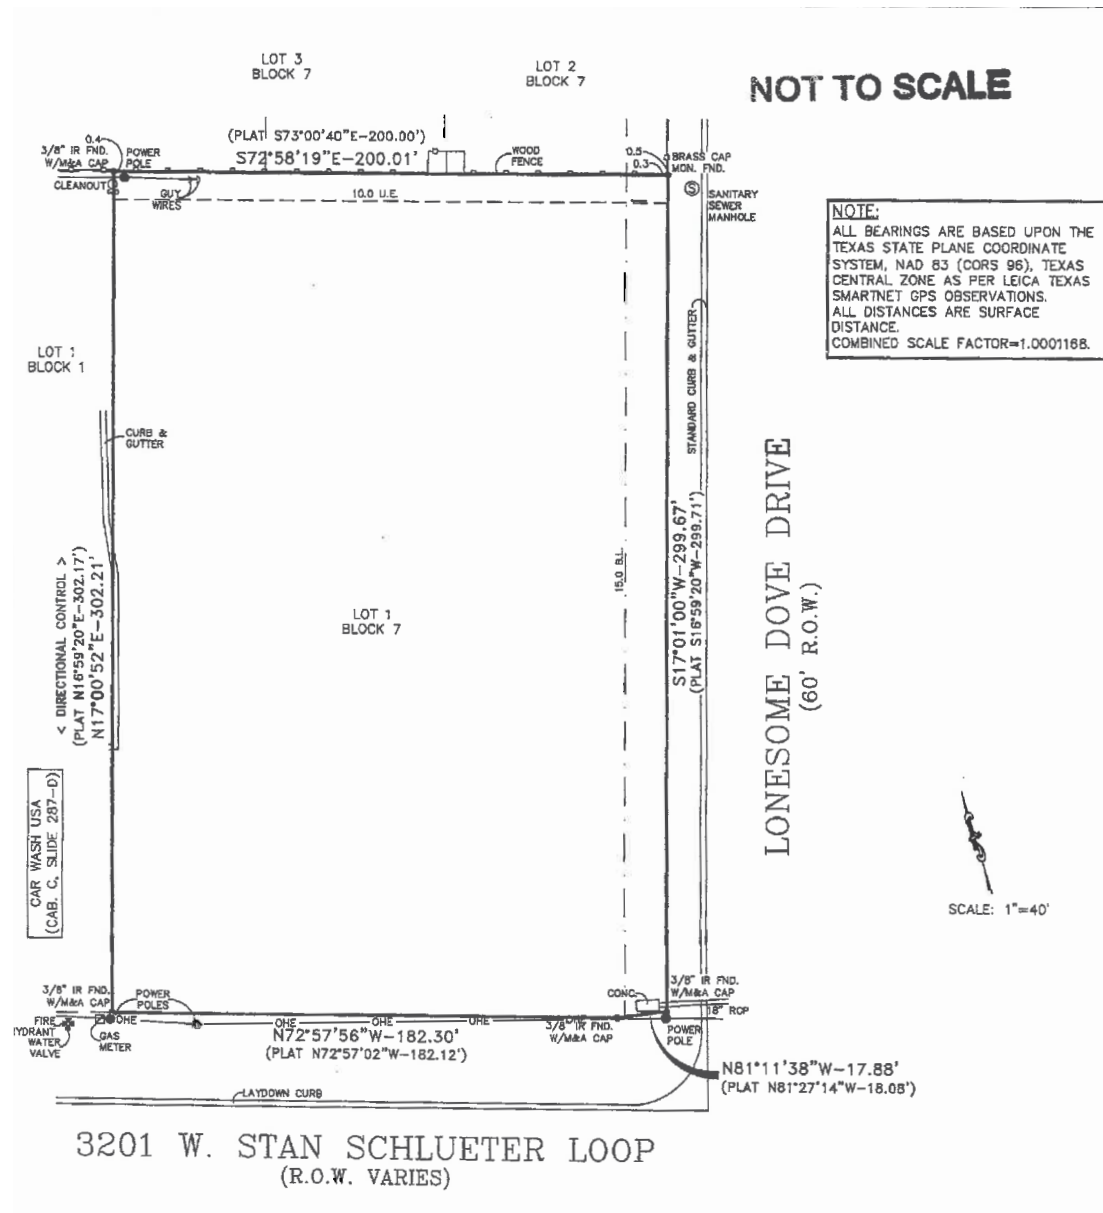 LOT 3
BLOCK 7
LOT 2
BLOCK 7
NOT TO SCALE
(PLAT S73°00'40"E-200.00')
S72°58'19"E-200.01'
0.4
3/8" IR FND.
W/M&A CAP
POWER
POLE
CLEANOUT
GUY
WIRES
WOOD
FENCE
10.0 U.E.
0.5
0.3
BRASS CAP
MON. FND.
S
SANITARY
SEWER
MANHOLE
NOTE:
ALL BEARINGS ARE BASED UPON THE
TEXAS STATE PLANE COORDINATE
SYSTEM, NAD 83 (CORS 96), TEXAS
CENTRAL ZONE AS PER LEICA TEXAS
SMARTNET GPS OBSERVATIONS.
ALL DISTANCES ARE SURFACE
DISTANCE.
COMBINED SCALE FACTOR=1.0001168.
LOT 1
BLOCK 1
CURB &
GUTTER
STANDARD CURB & GUTTER
< DIRECTIONAL CONTROL >
(PLAT N16°59'20"E-302.17')
N17°00'52"E-302.21'
LOT 1
BLOCK 7
15.0 B.L.
S17°01'00"W-299.67'
(PLAT S16°59'20"W-299.71')
LONESOME DOVE DRIVE
(60' R.O.W.)
CAR WASH USA
(CAB. C, SLIDE 287-D)
SCALE: 1"=40'
3/8" IR FND.
W/M&A CAP
POWER
POLES
CONC.
3/8" IR FND.
W/M&A CAP
18" RCP
FIRE
HYDRANT
WATER
VALVE
GAS
METER
OHE
OHE
OHE
OHE
OHE
3/8" IR FND.
W/M&A CAP
POWER
POLE
N72°57'56"W-182.30'
(PLAT N72°57'02"W-182.12')
N81°11'38"W-17.88'
(PLAT N81°27'14"W-18.08')
LAYDOWN CURB
3201 W. STAN SCHLUETER LOOP
(R.O.W. VARIES)